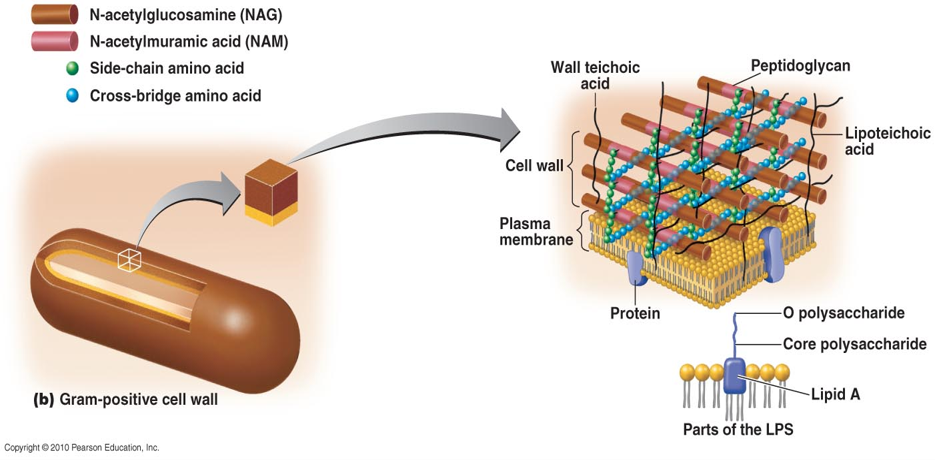 N-acetylglucosamine (NAG)
N-acetylmuramic acid (NAM)
Side-chain amino acid
Cross-bridge amino acid
Wall teichoic
acid
Peptidoglycan
Lipoteichoic
acid
Cell wall
Plasma
membrane
Protein
O polysaccharide
Core polysaccharide
Lipid A
Parts of the LPS
(b) Gram-positive cell wall
Copyright © 2010 Pearson Education, Inc.